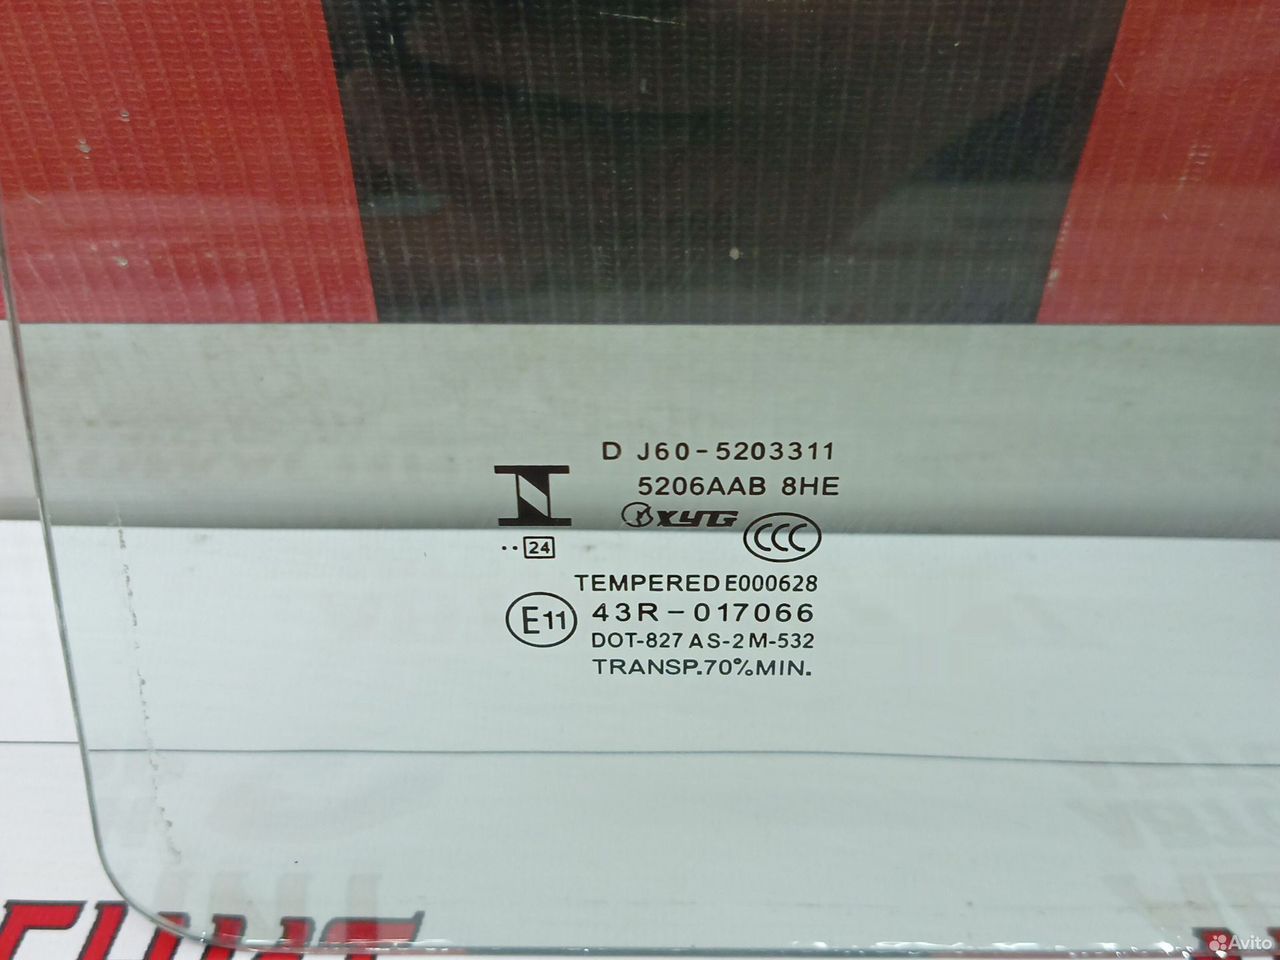 D J60-5203311
5206AAB 8HE
XYG
CCC
··24
TEMPERED E000628
E11
43R-017066
DOT-827 AS-2 M-532
TRANSP.70%MIN.
Avito